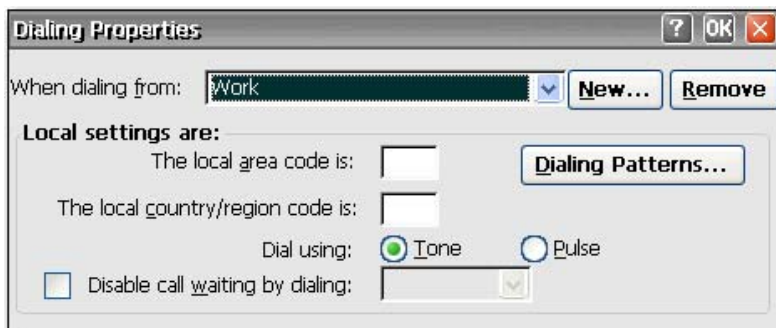 Dialing Properties ? OK X
When dialing from: Work New... Remove
Local settings are:
The local area code is: Dialing Patterns...
The local country/region code is:
Dial using: Tone Pulse
Disable call waiting by dialing: